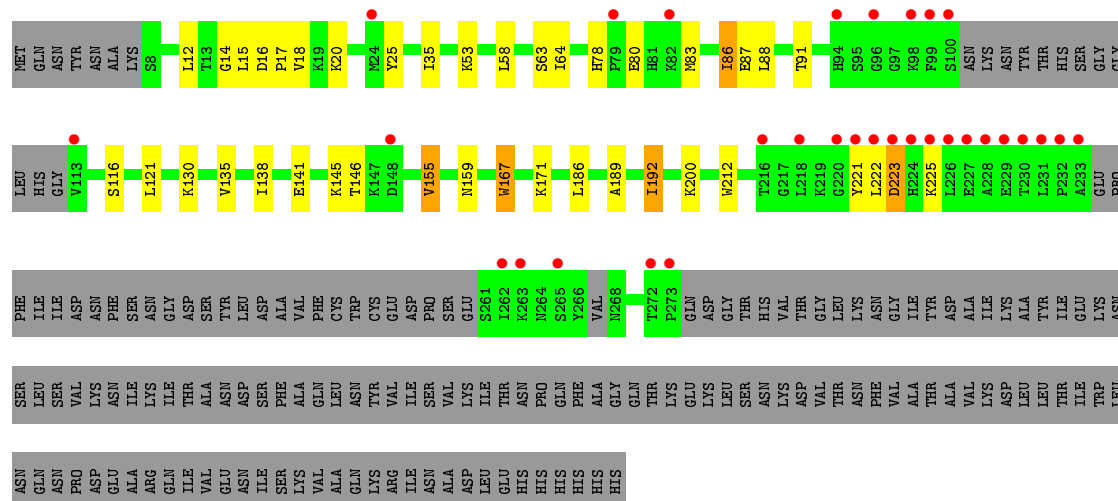 MET GLN ASN TYR ASN ALA LYS S8 L12 T13 G14 L15 D16 P17 V18 K19 K20 M24 Y25 I35 K53 L58 S63 I64 H78 P79 E80 H81 K82 M83 I86 E87 L88 T91 H94 S95 G96 G97 K98 F99 S100 ASN LYS ASN TYR THR HIS SER GLY GLY
LEU HIS GLY V113 S116 L121 K130 V135 I138 E141 K145 T146 K147 D148 V155 N159 W167 K171 L186 A189 I192 K200 W212 T216 G217 L218 K219 G220 Y221 L222 D223 H224 K225 L226 E227 A228 E229 T230 L231 P232 A233 GLU PRO
PHE ILE ILE ASP ASN PHE SER ASN GLY ASP SER TYR LEU ASP ALA VAL PHE CYS TRP CYS GLU ASP PRO SER GLU S261 I262 K263 N264 S265 Y266 VAL N268 T272 P273 GLN ASP GLY THR HIS VAL THR GLY LEU LYS ASN GLY ILE TYR ASP ALA ILE LYS ALA TYR ILE GLU LYS ASN
SER LEU SER VAL LYS ASN ILE LYS ILE THR ALA ASN ASP SER PHE ALA GLN LEU CYS ASN TYR VAL ILE SER VAL LYS ILE THR ASN PRO GLN PHE ALA GLY GLN THR LYS GLU LYS LEU SER ASN LYS ASP VAL THR ASN PHE VAL ALA THR ALA VAL LYS ASP LEU LEU THR ILE TRP LEU
ASN GLN ASN PRO ASP GLU ALA ARG GLN ILE VAL GLU ASN ILE SER LYS VAL ALA GLN LYS ARG ILE ASN ALA ASP LEU GLU HIS HIS HIS HIS HIS HIS